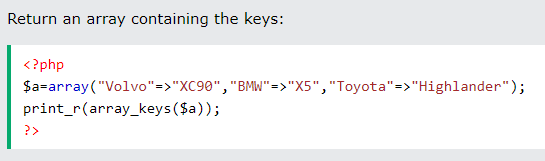 Return an array containing the keys:
<?php
$a=array("Volvo"=>"XC90","BMW"=>"X5","Toyota"=>"Highlander");
print_r(array_keys($a));
?>